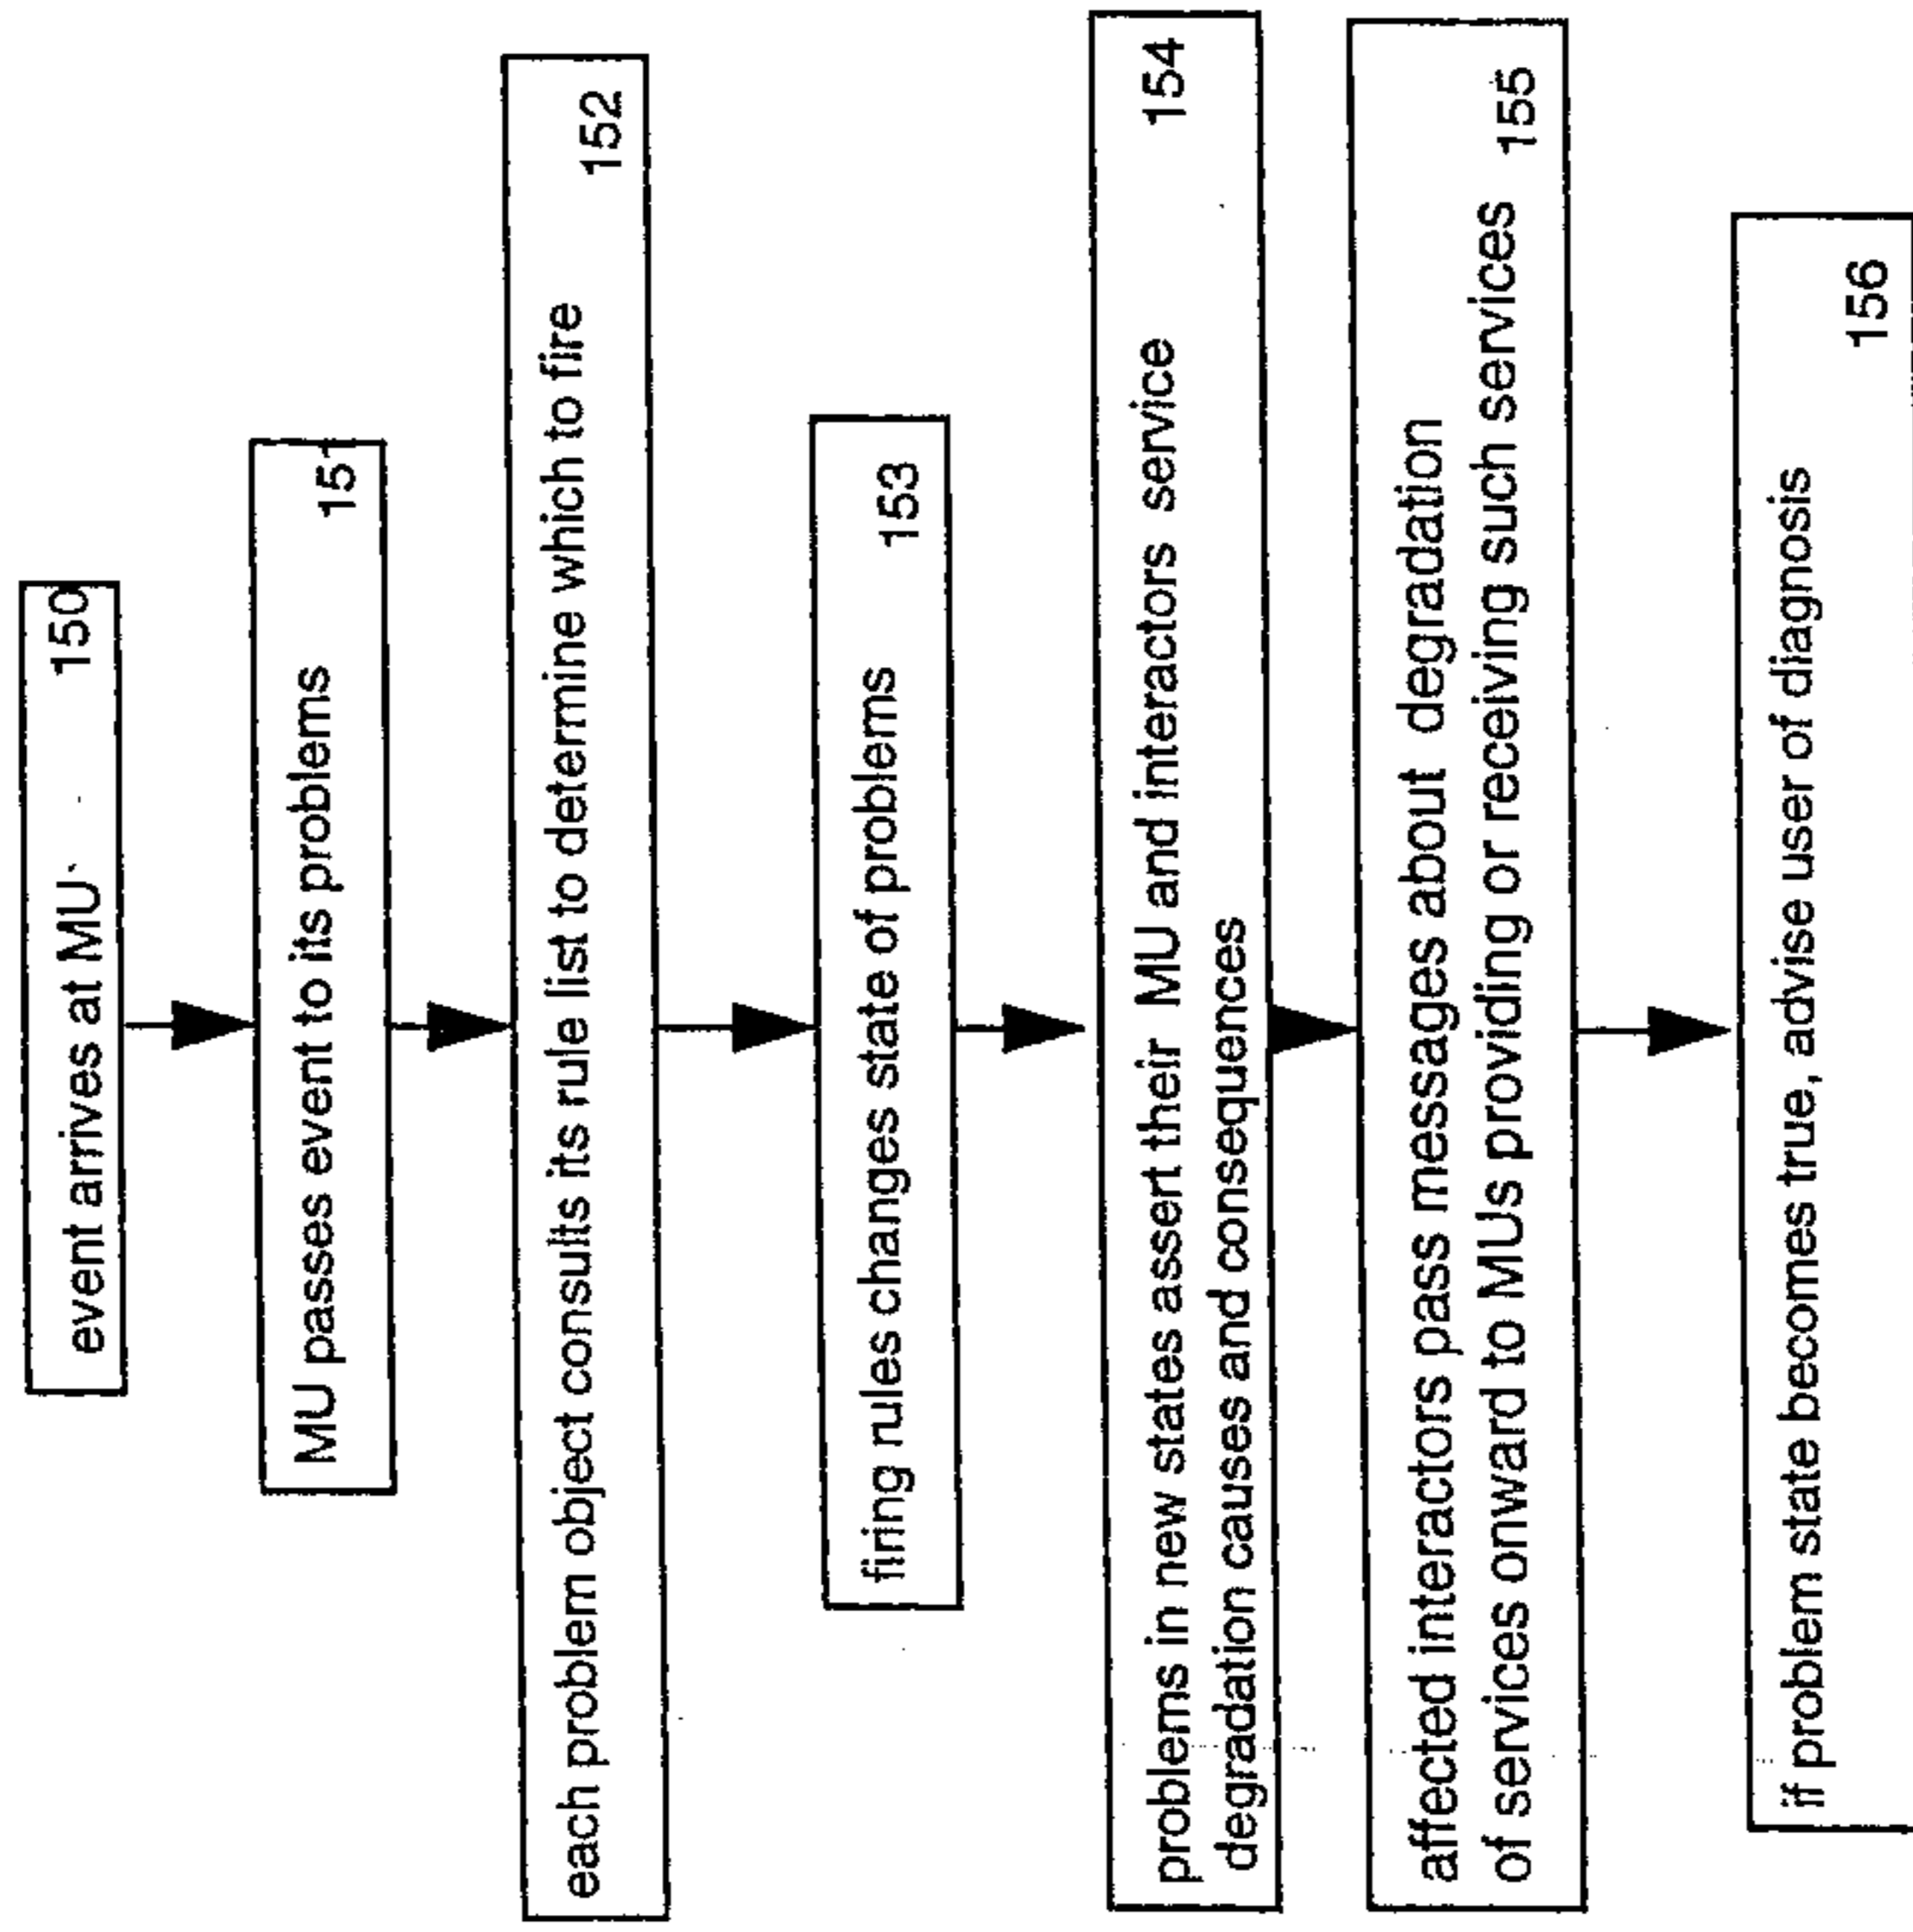 event arrives at MU
150
MU passes event to its problems
151
each problem object consults its rule list to determine which to fire
152
firing rules changes state of problems
153
problems in new states assert their MU and interactors service
degradation causes and consequences
154
affected interactors pass messages about degradation
of services onward to MUs providing or receiving such services 155
if problem state becomes true, advise user of diagnosis
156